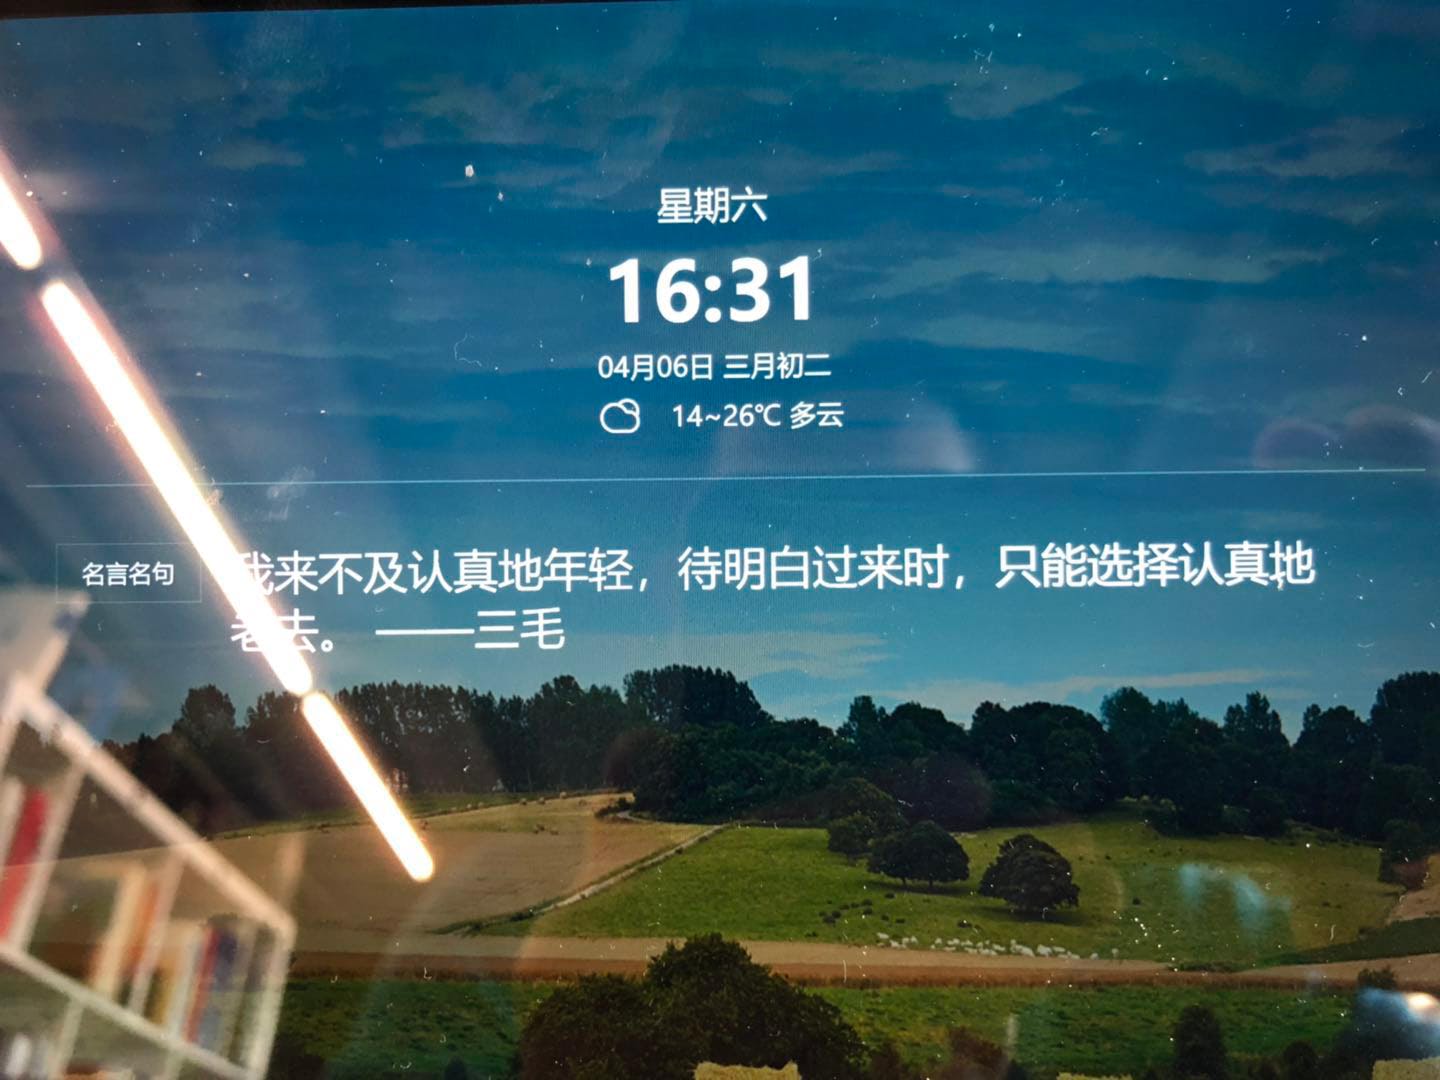 星期六
16:31
04月06日 三月初二
14~26℃ 多云
名言名句
我来不及认真地年轻，待明白过来时，只能选择认真地
老去。 ——三毛